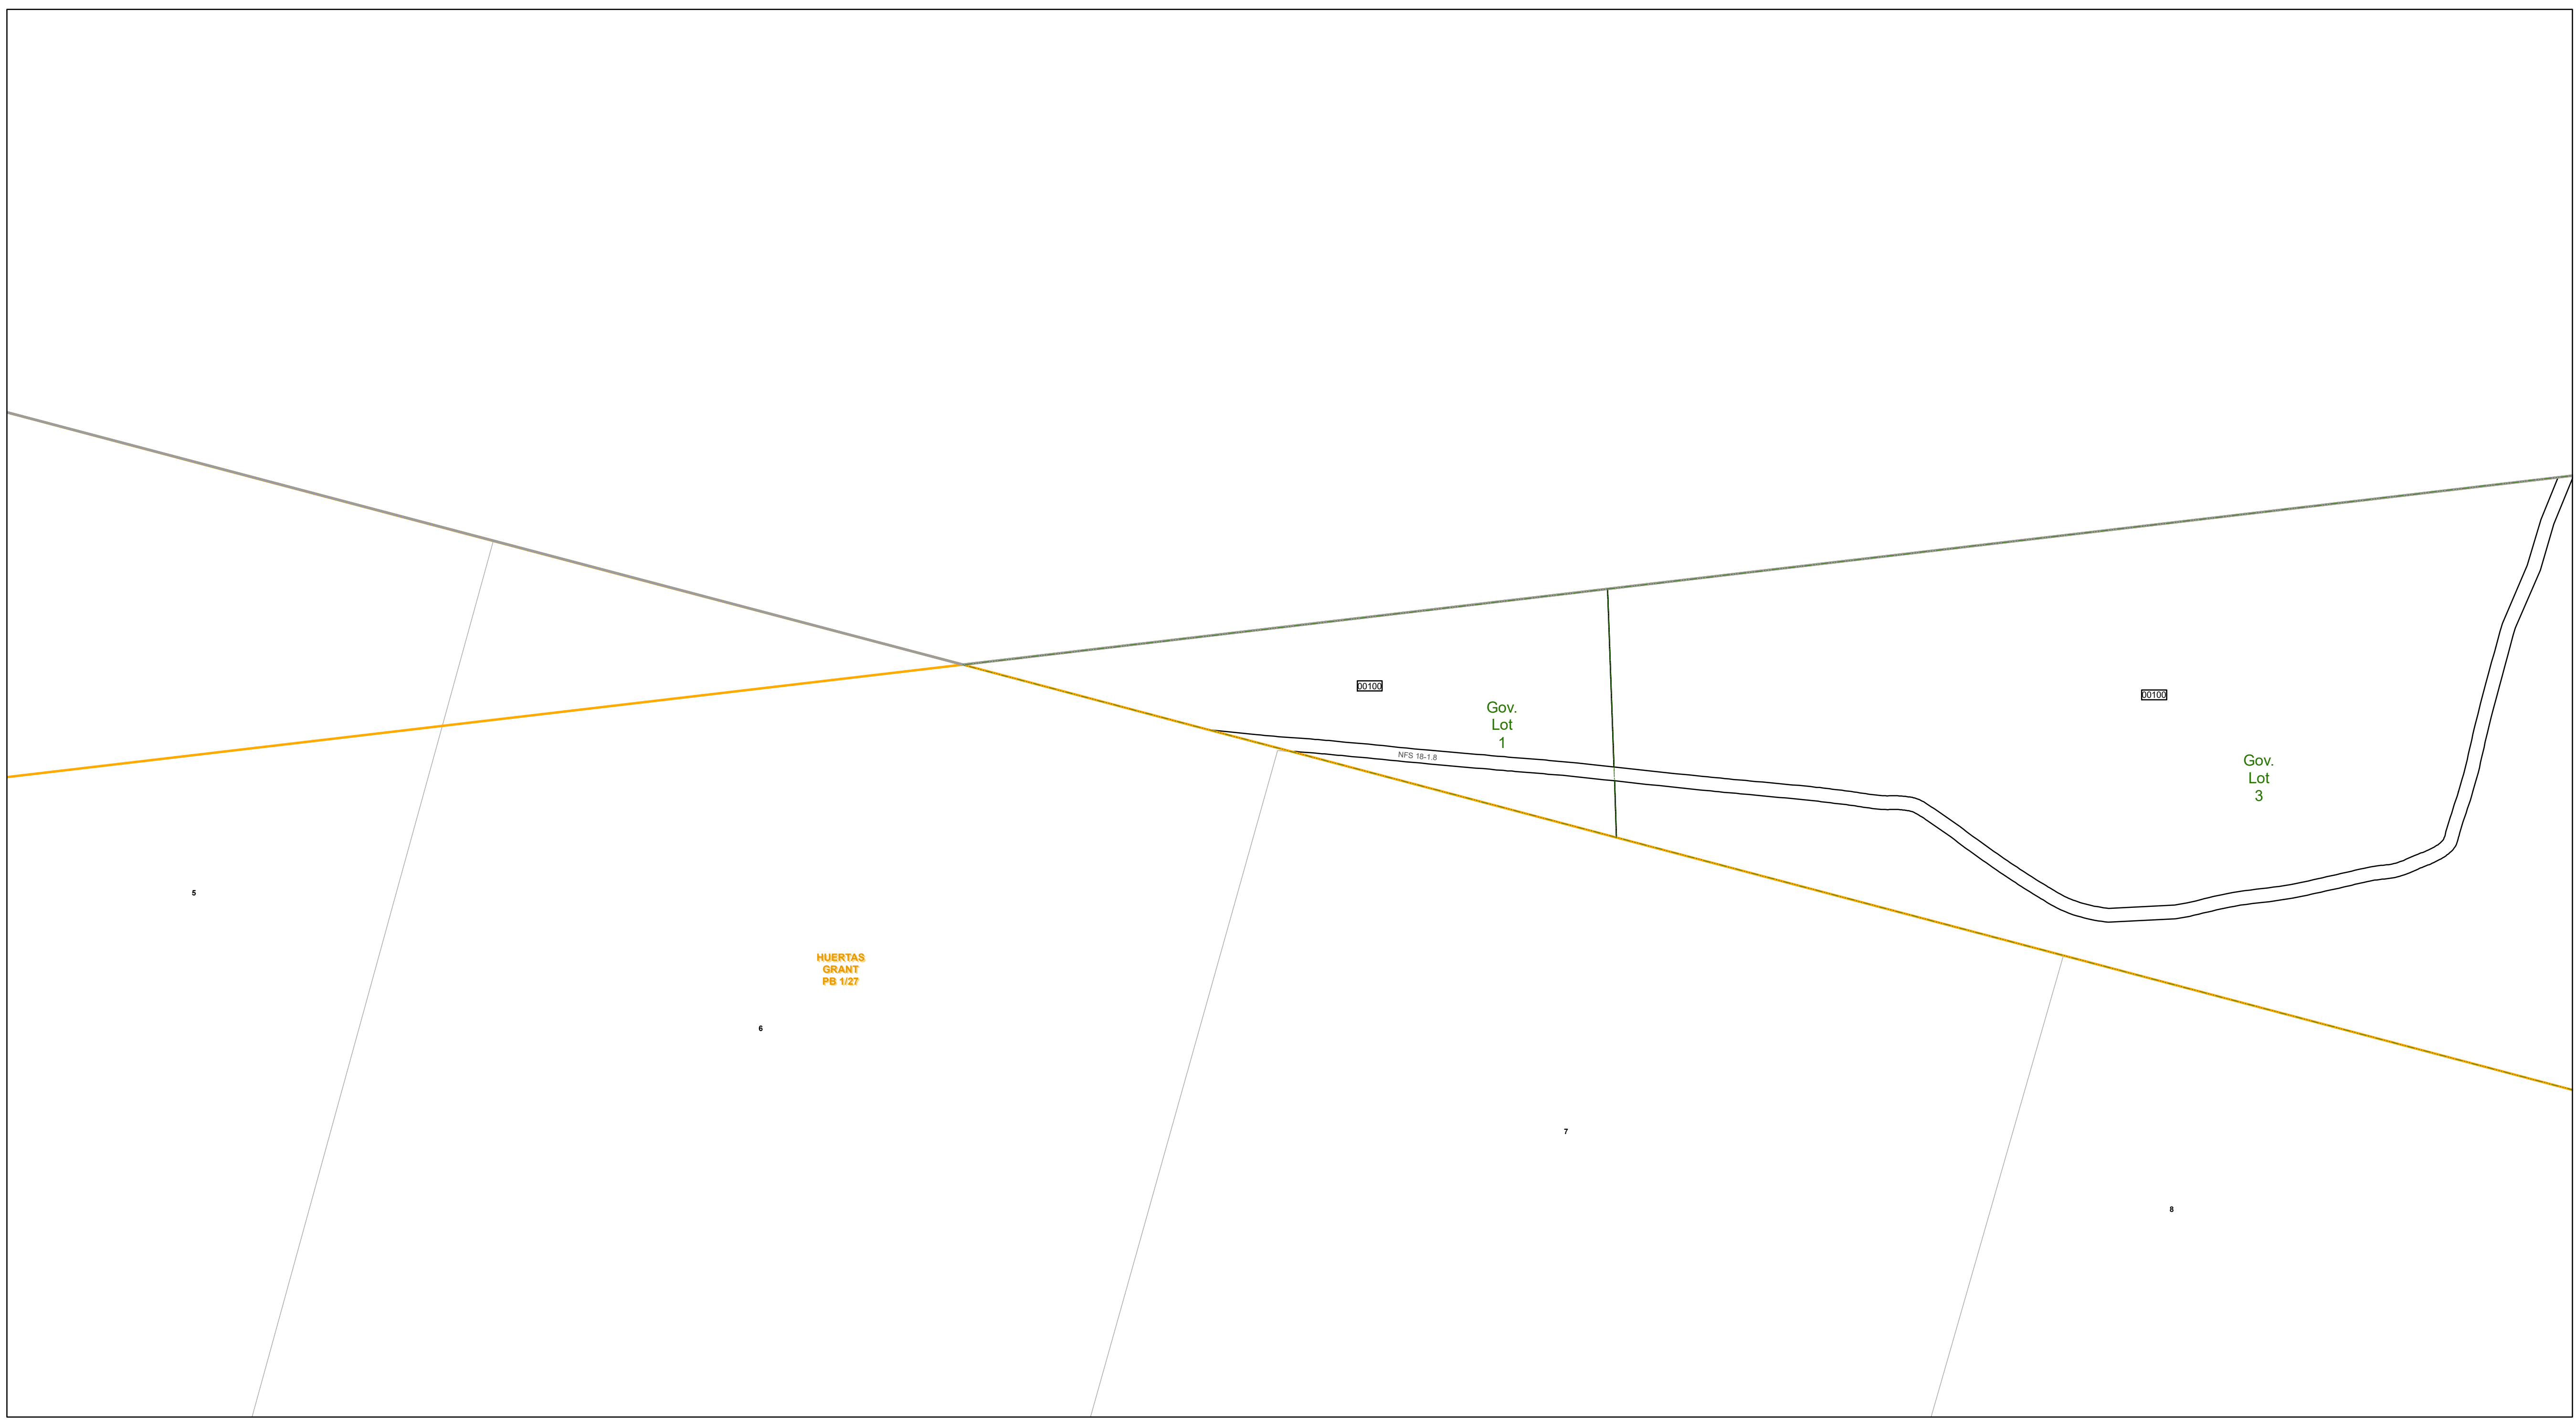 00100
00100
Gov.
Lot
1
NFS 18-1.8
Gov.
Lot
3
5
HUERTAS
GRANT
PB 1/27
6
7
8